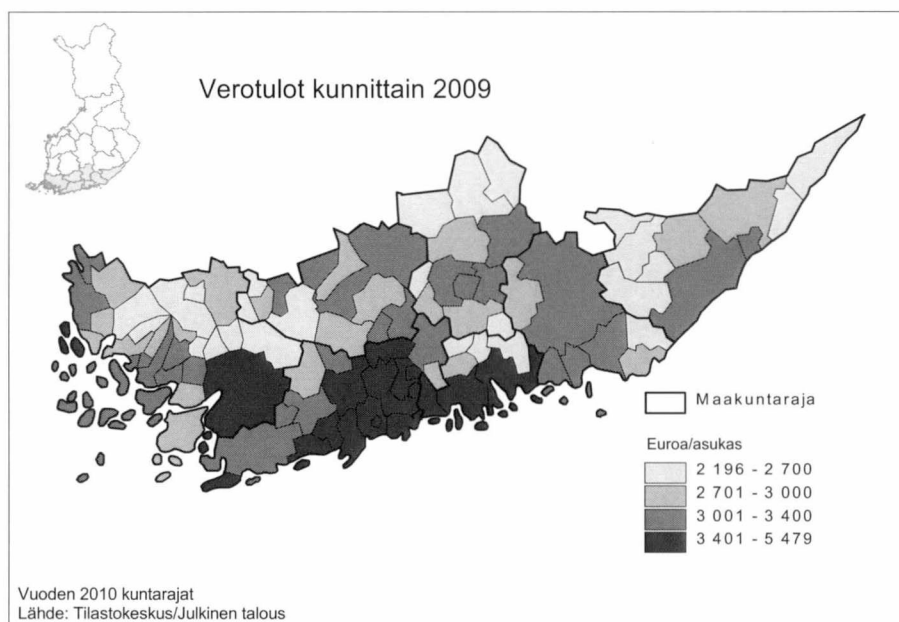 Verotulot kunnittain 2009
Maakuntaraja
Euroa/asukas
2 196 - 2 700
2 701 - 3 000
3 001 - 3 400
3 401 - 5 479
Vuoden 2010 kuntarajat
Lähde: Tilastokeskus/Julkinen talous